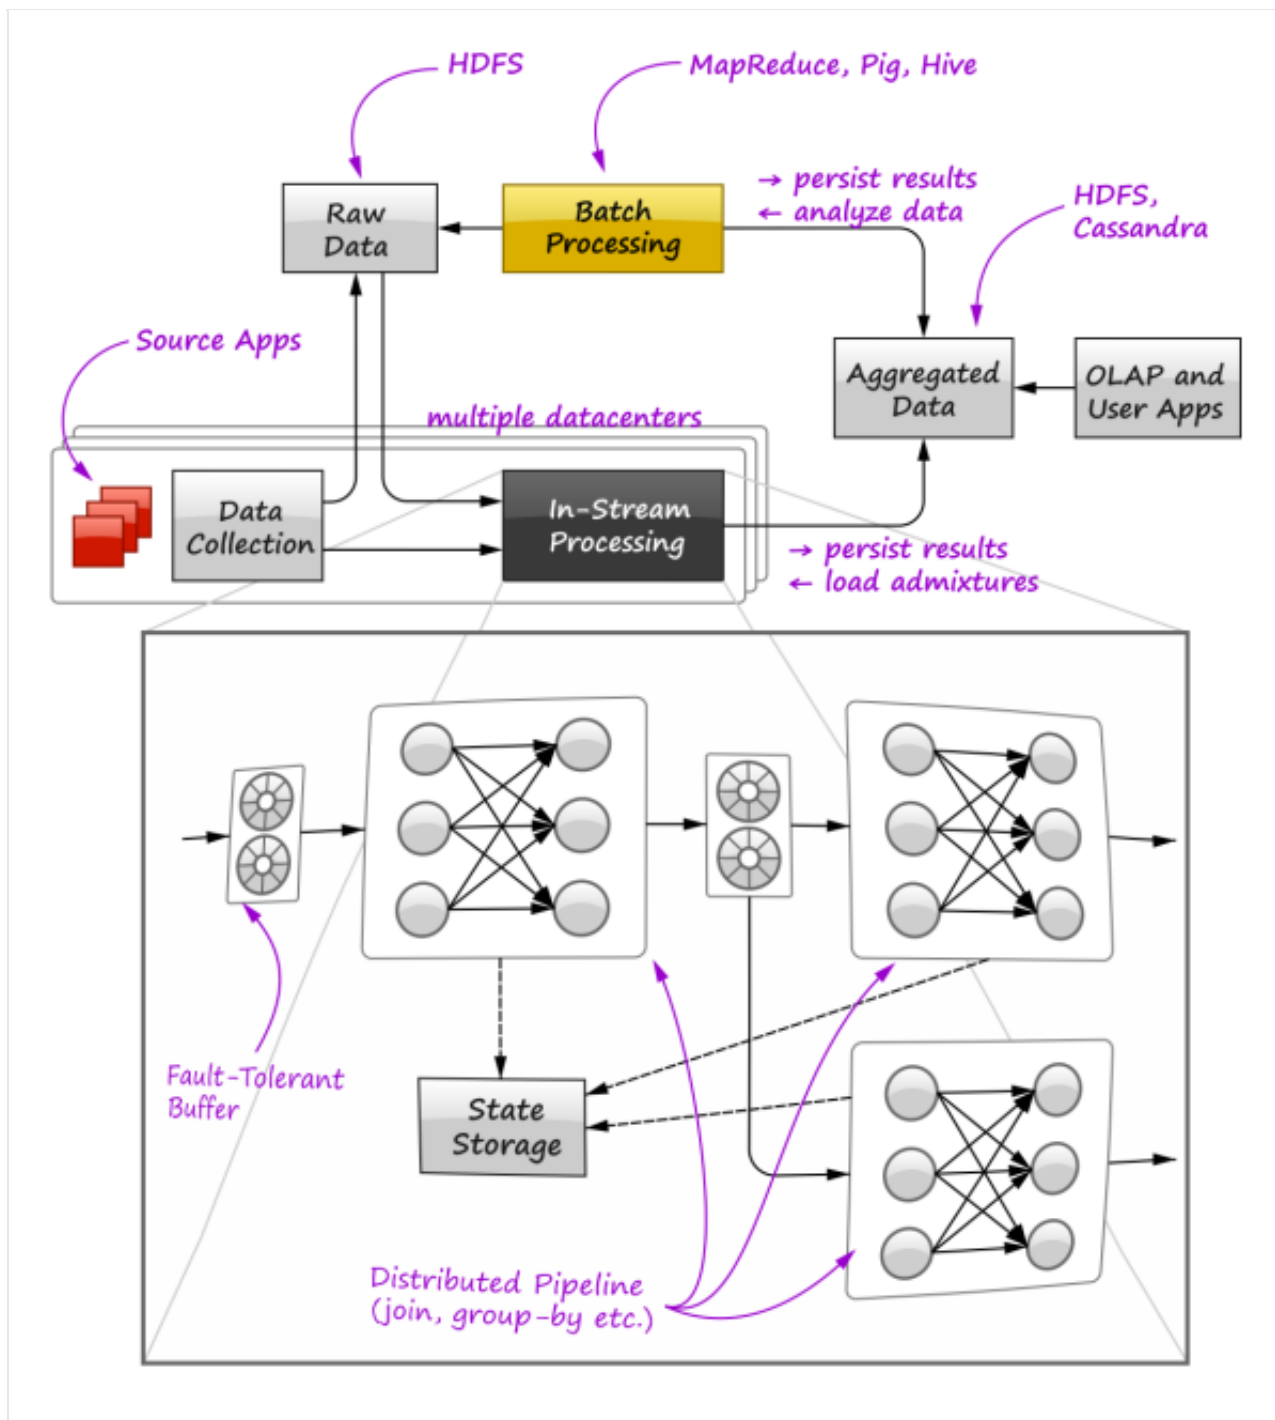 HDFS
MapReduce, Pig, Hive
Raw
Data
Batch
Processing
→ persist results
← analyze data
HDFS,
Cassandra
Source Apps
Aggregated
Data
OLAP and
User Apps
multiple datacenters
Data
Collection
In-Stream
Processing
→ persist results
← load admixtures
Fault-Tolerant
Buffer
State
Storage
Distributed Pipeline
(join, group-by etc.)